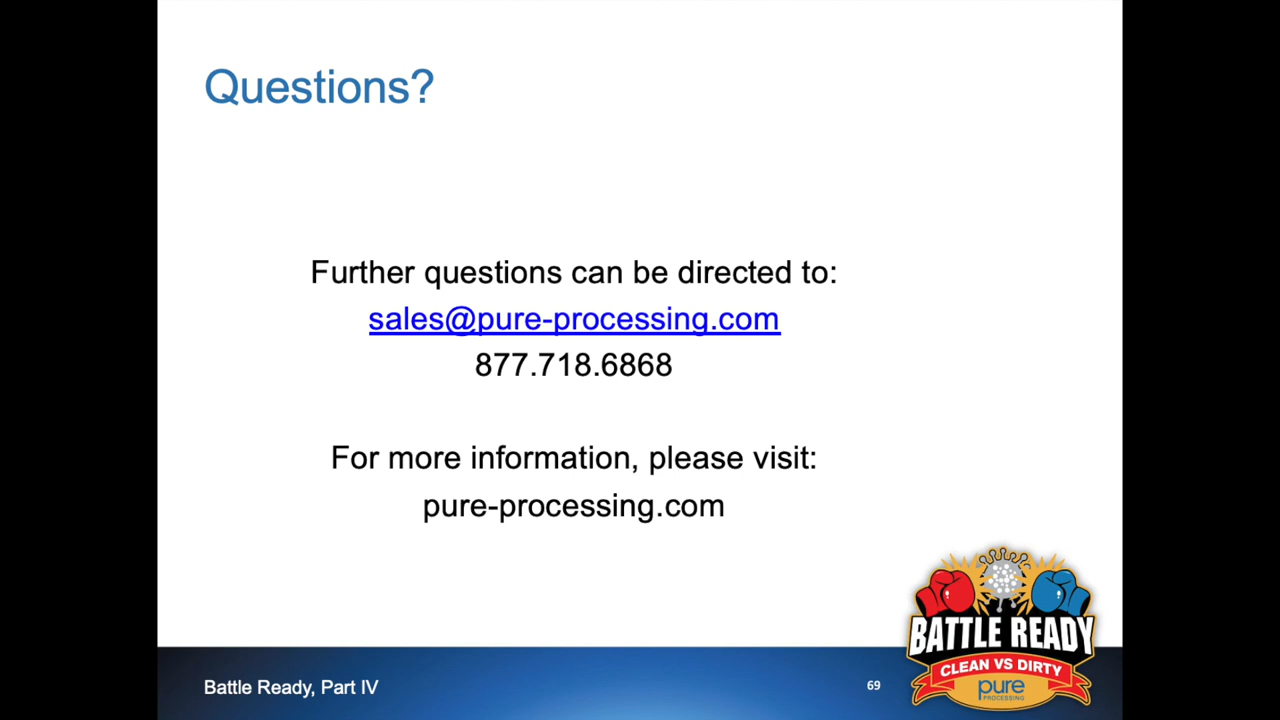 Questions?
Further questions can be directed to:
sales@pure-processing.com
877.718.6868
For more information, please visit:
pure-processing.com
Battle Ready, Part IV
69
BATTLE READY
CLEAN VS DIRTY
pure
PROCESSING